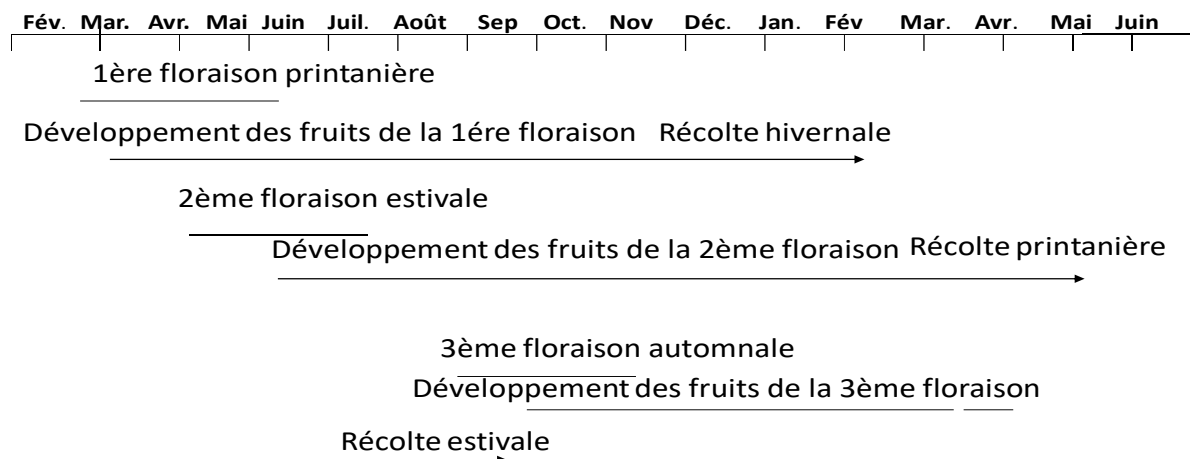 Fév. Mar. Avr. Mai Juin Juil. Août Sep Oct. Nov Déc. Jan. Fév Mar. Avr. Mai Juin
1ère floraison printanière
Développement des fruits de la 1ére floraison Récolte hivernale
2ème floraison estivale
Développement des fruits de la 2ème floraison Récolte printanière
3ème floraison automnale
Développement des fruits de la 3ème floraison
Récolte estivale